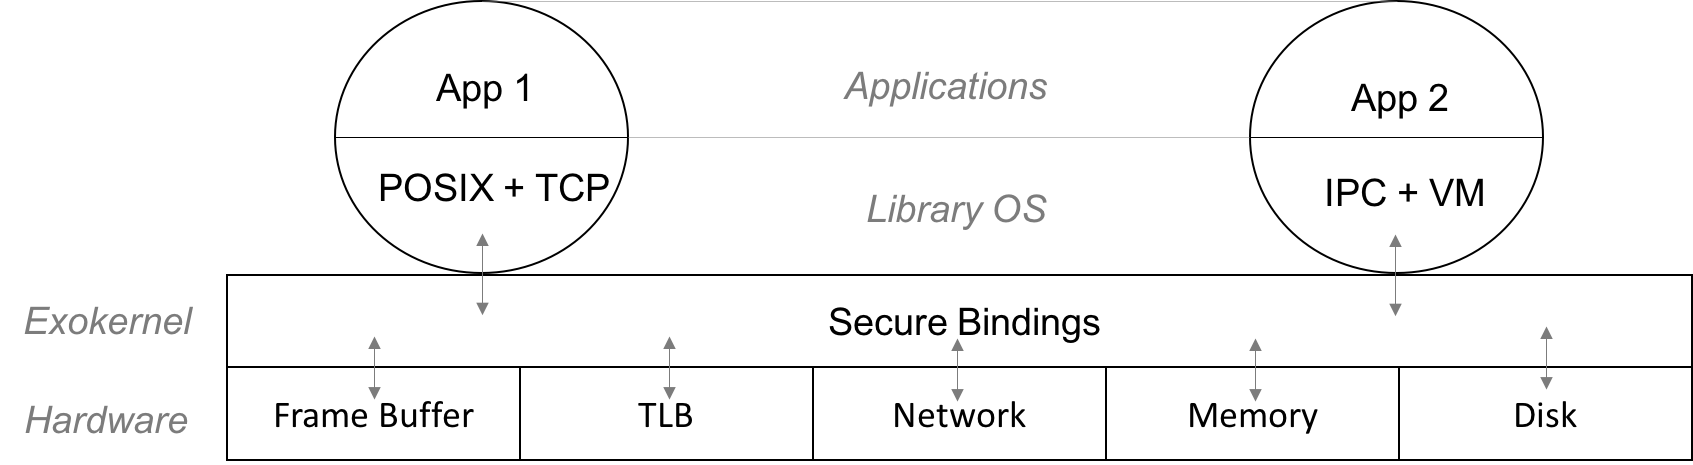 App 1
Applications
App 2
POSIX + TCP
Library OS
IPC + VM
Exokernel
Secure Bindings
Hardware
Frame Buffer
TLB
Network
Memory
Disk